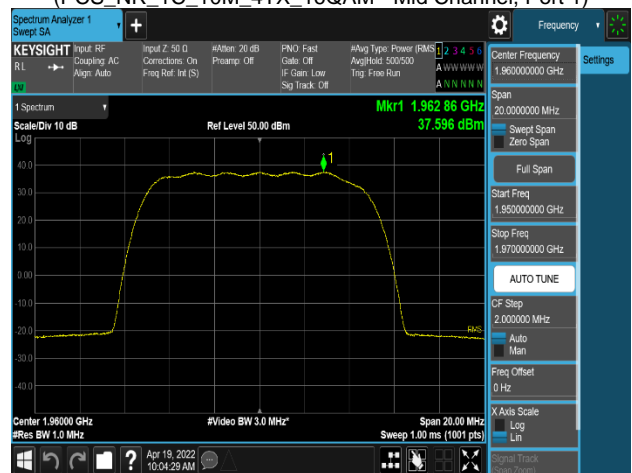 (PCS_NR_1C_10M_4TX_16QAM - Mid Channel, Port 1)
Spectrum Analyzer 1
Swept SA
Frequency
KEYSIGHT
Input: RF
Input Z: 50 Ω
#Atten: 20 dB
PNO: Fast
#Avg Type: Power (RMS
1 2 3 4 5 6
RL
Coupling: AC
Corrections: On
Preamp: Off
Gate: Off
Avg|Hold: 500/500
A W W W W W
Align: Auto
Freq Ref: Int (S)
IF Gain: Low
Trig: Free Run
Sig Track: Off
A N N N N N
Center Frequency
1.960000000 GHz
Settings
1 Spectrum
Mkr1 1.962 86 GHz
Scale/Div 10 dB
Ref Level 50.00 dBm
37.596 dBm
Log
1
40.0
30.0
20.0
10.0
0.00
-10.0
-20.0
-30.0
-40.0
RMS
Center 1.96000 GHz
#Video BW 3.0 MHz*
Span 20.00 MHz
#Res BW 1.0 MHz
Sweep 1.00 ms (1001 pts)
Span
20.0000000 MHz
Swept Span
Zero Span
Full Span
Start Freq
1.950000000 GHz
Stop Freq
1.970000000 GHz
AUTO TUNE
CF Step
2.000000 MHz
Auto
Man
Freq Offset
0 Hz
X Axis Scale
Log
Lin
Signal Track
(Span Zoom)
?
Apr 19, 2022
10:04:29 AM